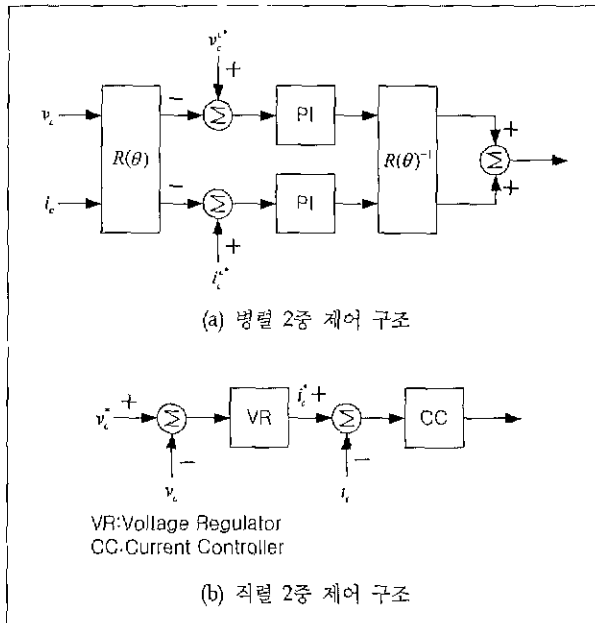 v_c^{e*}
+
v_c
−
Σ
PI
R(θ)
R(θ)^{-1}
+
Σ
+
i_c
−
Σ
PI
+
i_c^{e*}
(a) 병렬 2중 제어 구조
v_c^*
+
Σ
VR
i_c^*
+
Σ
CC
−
v_c
−
i_c
VR:Voltage Regulator
CC:Current Controller
(b) 직렬 2중 제어 구조